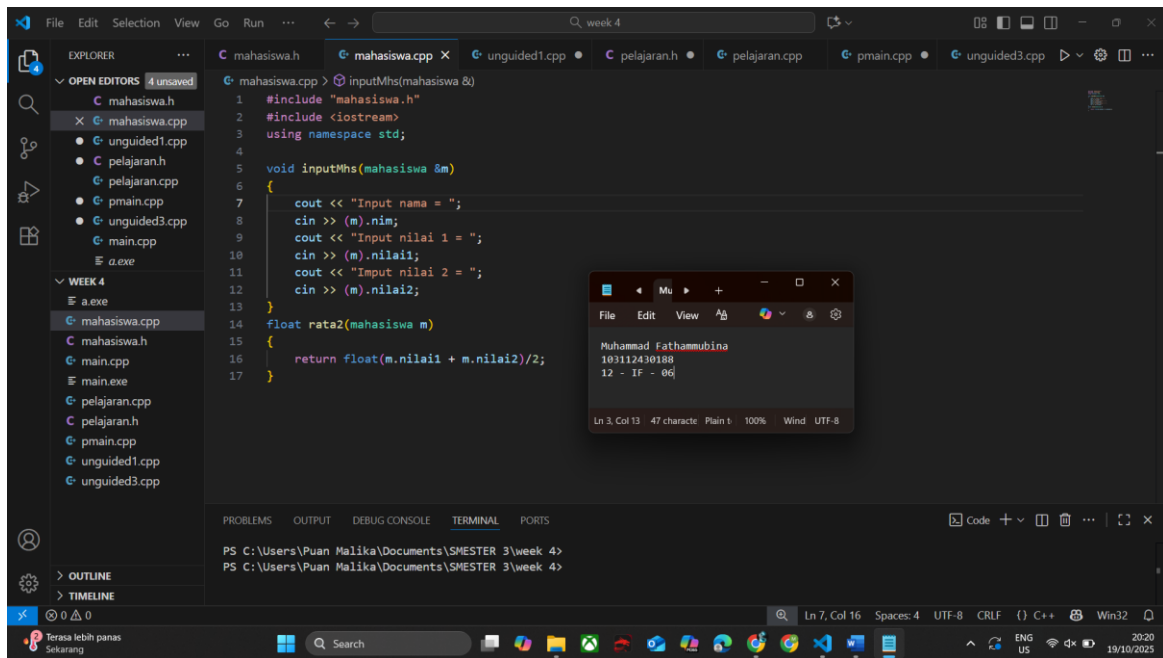 File Edit Selection View Go Run ··· week 4
EXPLORER ···
OPEN EDITORS 4 unsaved
mahasiswa.h
mahasiswa.cpp
unguided1.cpp
pelajaran.h
pelajaran.cpp
pmain.cpp
unguided3.cpp
main.cpp
a.exe
WEEK 4
a.exe
mahasiswa.cpp
mahasiswa.h
main.cpp
main.exe
pelajaran.cpp
pelajaran.h
pmain.cpp
unguided1.cpp
unguided3.cpp
OUTLINE
TIMELINE
4
mahasiswa.h mahasiswa.cpp unguided1.cpp pelajaran.h pelajaran.cpp pmain.cpp unguided3.cpp
mahasiswa.cpp > inputMhs(mahasiswa &)
1 #include "mahasiswa.h"
2 #include <iostream>
3 using namespace std;
4
5 void inputMhs(mahasiswa &m)
6 {
7 cout << "Input nama = ";
8 cin >> (m).nim;
9 cout << "Input nilai 1 = ";
10 cin >> (m).nilai1;
11 cout << "Imput nilai 2 = ";
12 cin >> (m).nilai2;
13 }
14 float rata2(mahasiswa m)
15 {
16 return float(m.nilai1 + m.nilai2)/2;
17 }
Mu
File Edit View
Muhammad Fathammubina
103112430188
12 - IF - 06
Ln 3, Col 13 47 characte Plain t 100% Wind UTF-8
PROBLEMS OUTPUT DEBUG CONSOLE TERMINAL PORTS Code
PS C:\Users\Puan Malika\Documents\SMESTER 3\week 4>
PS C:\Users\Puan Malika\Documents\SMESTER 3\week 4>
0 0 Ln 7, Col 16 Spaces: 4 UTF-8 CRLF {} C++ Win32
2 Terasa lebih panas
Sekarang
Search
ENG
US
20:20
19/10/2025